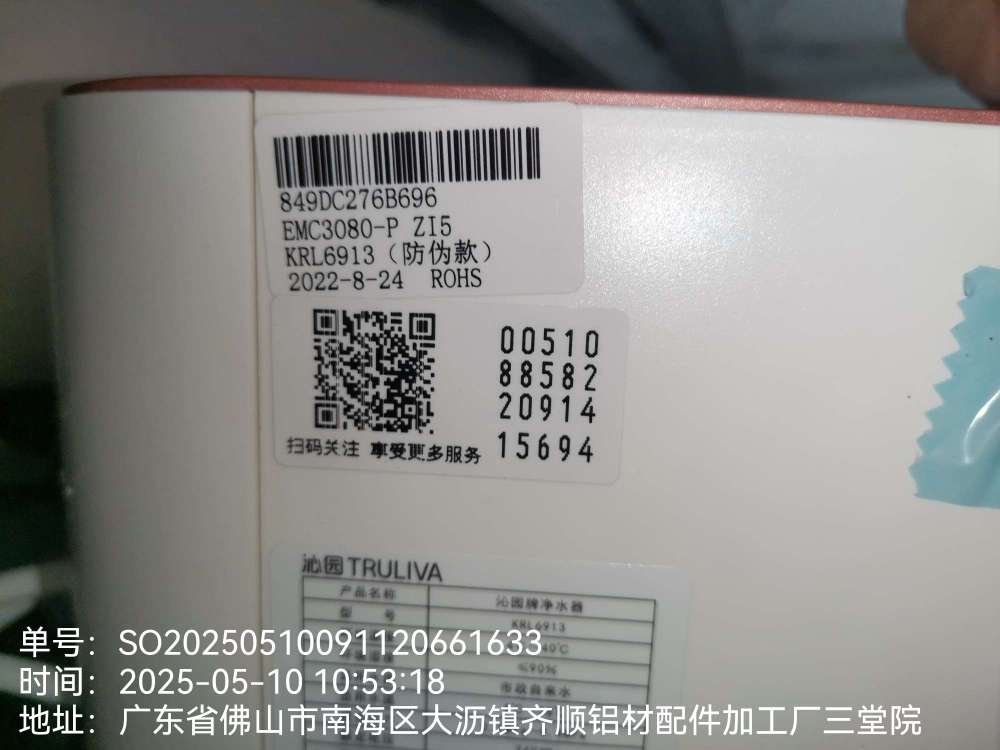 849DC276B696
EMC3080-P ZI5
KRL6913（防伪款）
2022-8-24 ROHS
00510
88582
20914
15694
扫码关注 享受更多服务
沁园 TRULIVA
产品名称 沁园牌净水器
型 号 KRL6913
40℃
≤90%
市政自来水
单号：SO20250510091120661633
时间：2025-05-10 10:53:18
地址：广东省佛山市南海区大沥镇齐顺铝材配件加工厂三堂院